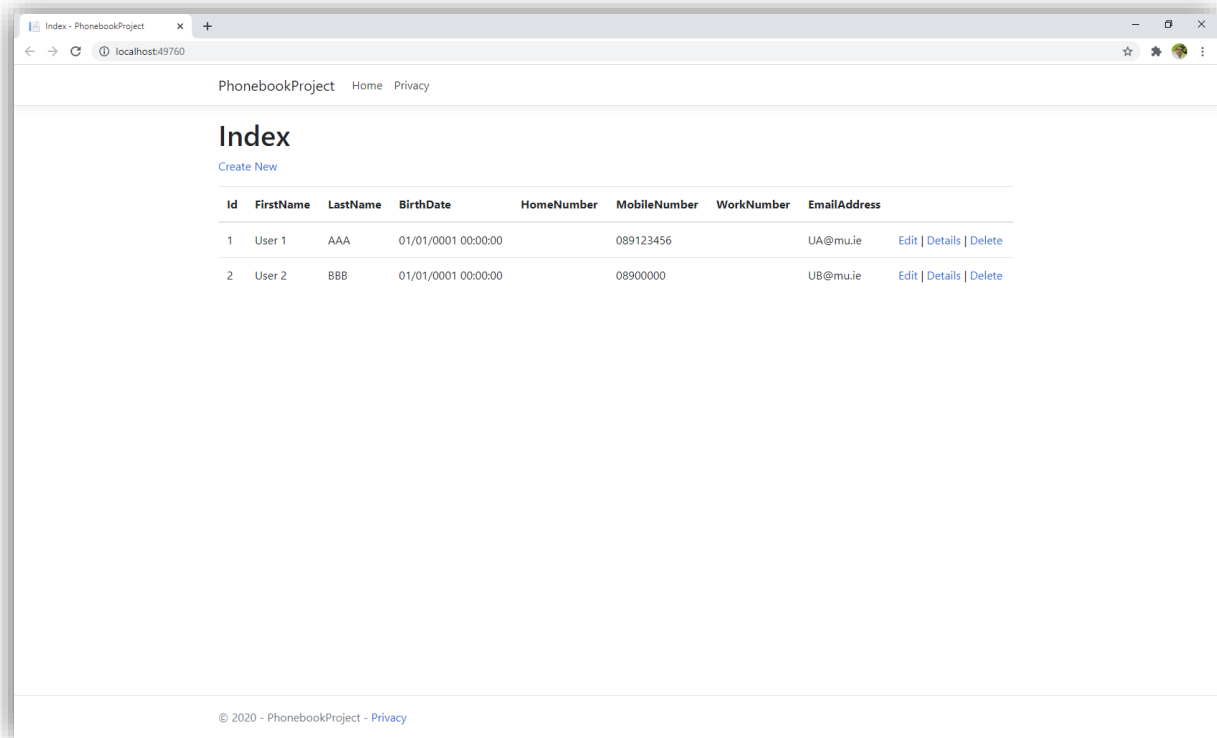 Index - PhonebookProject
localhost:49760
PhonebookProject Home Privacy
Index
Create New
Id FirstName LastName BirthDate HomeNumber MobileNumber WorkNumber EmailAddress
1 User 1 AAA 01/01/0001 00:00:00 089123456 UA@mu.ie Edit | Details | Delete
2 User 2 BBB 01/01/0001 00:00:00 08900000 UB@mu.ie Edit | Details | Delete
© 2020 - PhonebookProject - Privacy